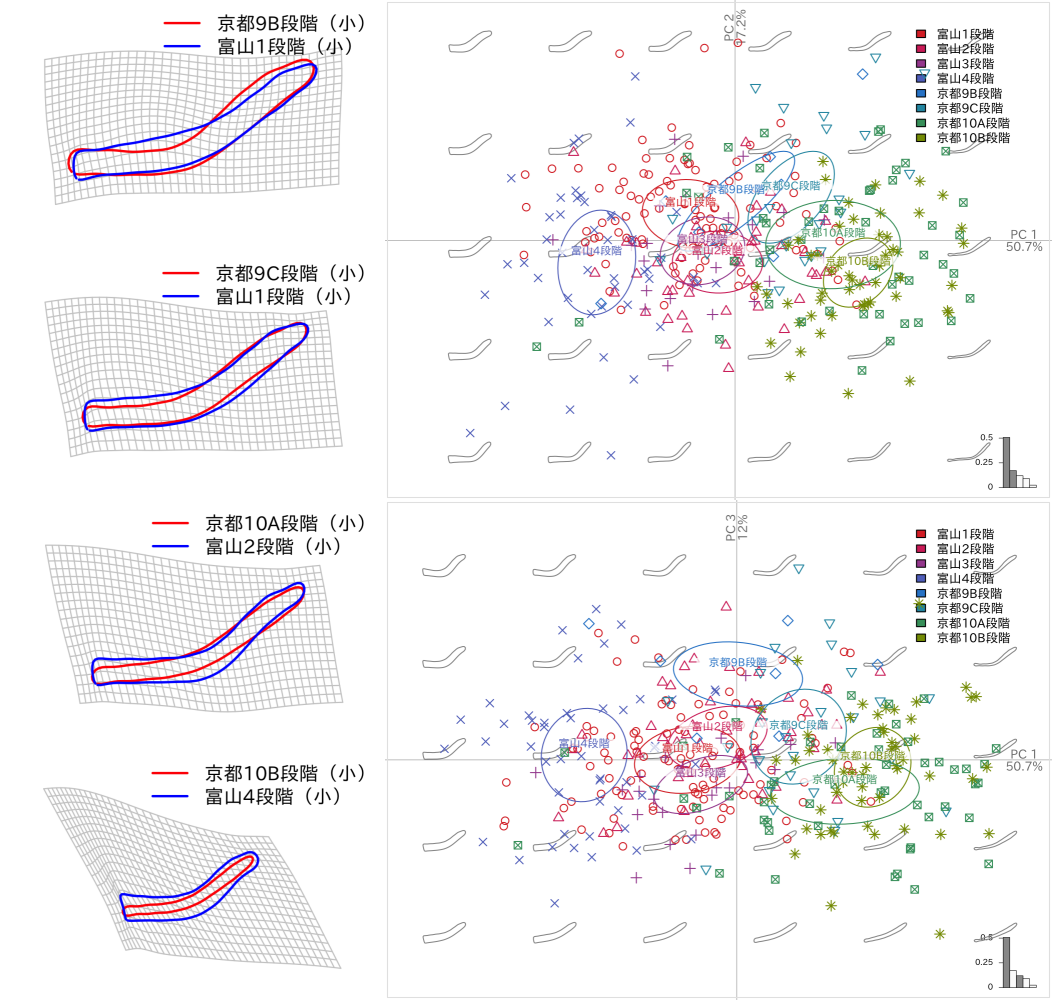 京都9B段階（小）
富山1段階（小）
京都9C段階（小）
富山1段階（小）
京都10A段階（小）
富山2段階（小）
京都10B段階（小）
富山4段階（小）
PC 2
17.2%
富山1段階
富山2段階
富山3段階
富山4段階
京都9B段階
京都9C段階
京都10A段階
京都10B段階
京都9B段階
京都9C段階
富山1段階
京都10A段階
富山3段階
富山4段階
富山2段階
京都10B段階
PC 1
50.7%
0.5
0.25
0
PC 3
12%
富山1段階
富山2段階
富山3段階
富山4段階
京都9B段階
京都9C段階
京都10A段階
京都10B段階
京都9B段階
富山2段階
京都9C段階
富山4段階
富山1段階
京都10B段階
富山3段階
京都10A段階
PC 1
50.7%
0.5
0.25
0